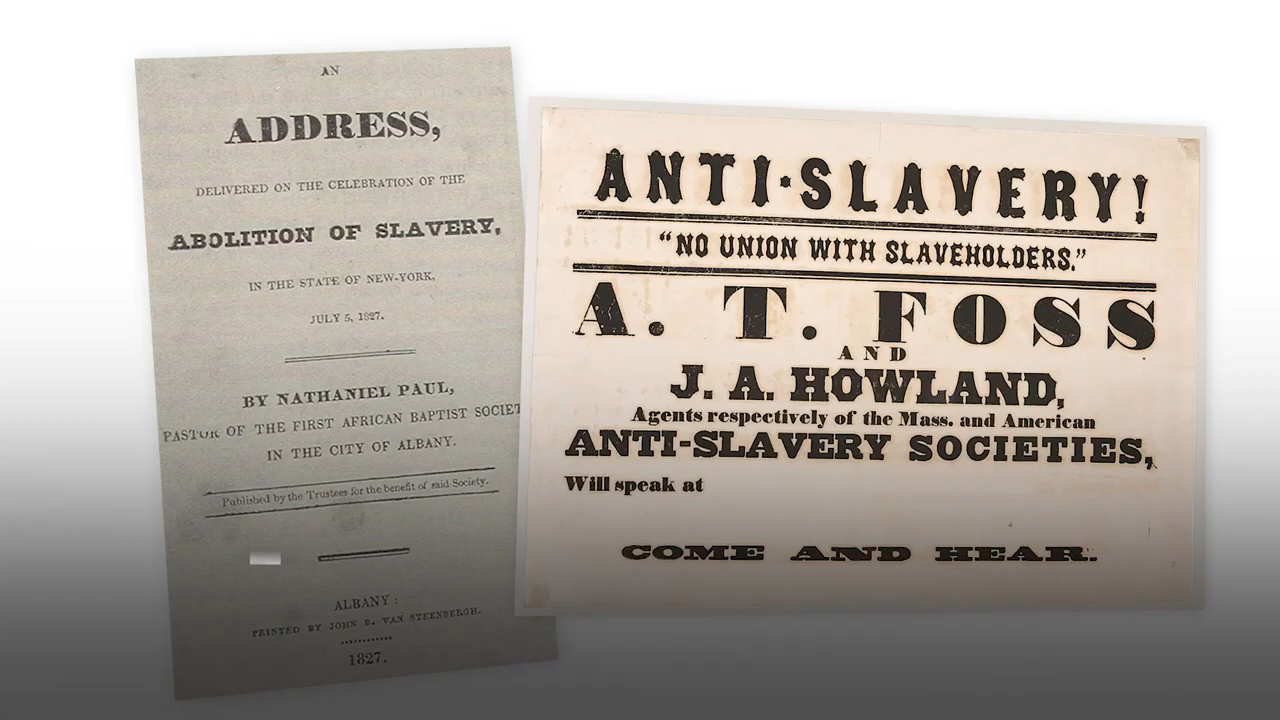 AN
ADDRESS,
DELIVERED ON THE CELEBRATION OF THE
ABOLITION OF SLAVERY,
IN THE STATE OF NEW-YORK,
JULY 5, 1827.
BY NATHANIEL PAUL,
PASTOR OF THE FIRST AFRICAN BAPTIST SOCIET
IN THE CITY OF ALBANY.
Published by the Trustees for the benefit of said Society.
ALBANY:
PRINTED BY JOHN B. VAN STEENBERGH.
1827.
ANTI-SLAVERY!
"NO UNION WITH SLAVEHOLDERS."
A. T. FOSS
AND
J. A. HOWLAND,
Agents respectively of the Mass. and American
ANTI-SLAVERY SOCIETIES,
Will speak at
COME AND HEAR.